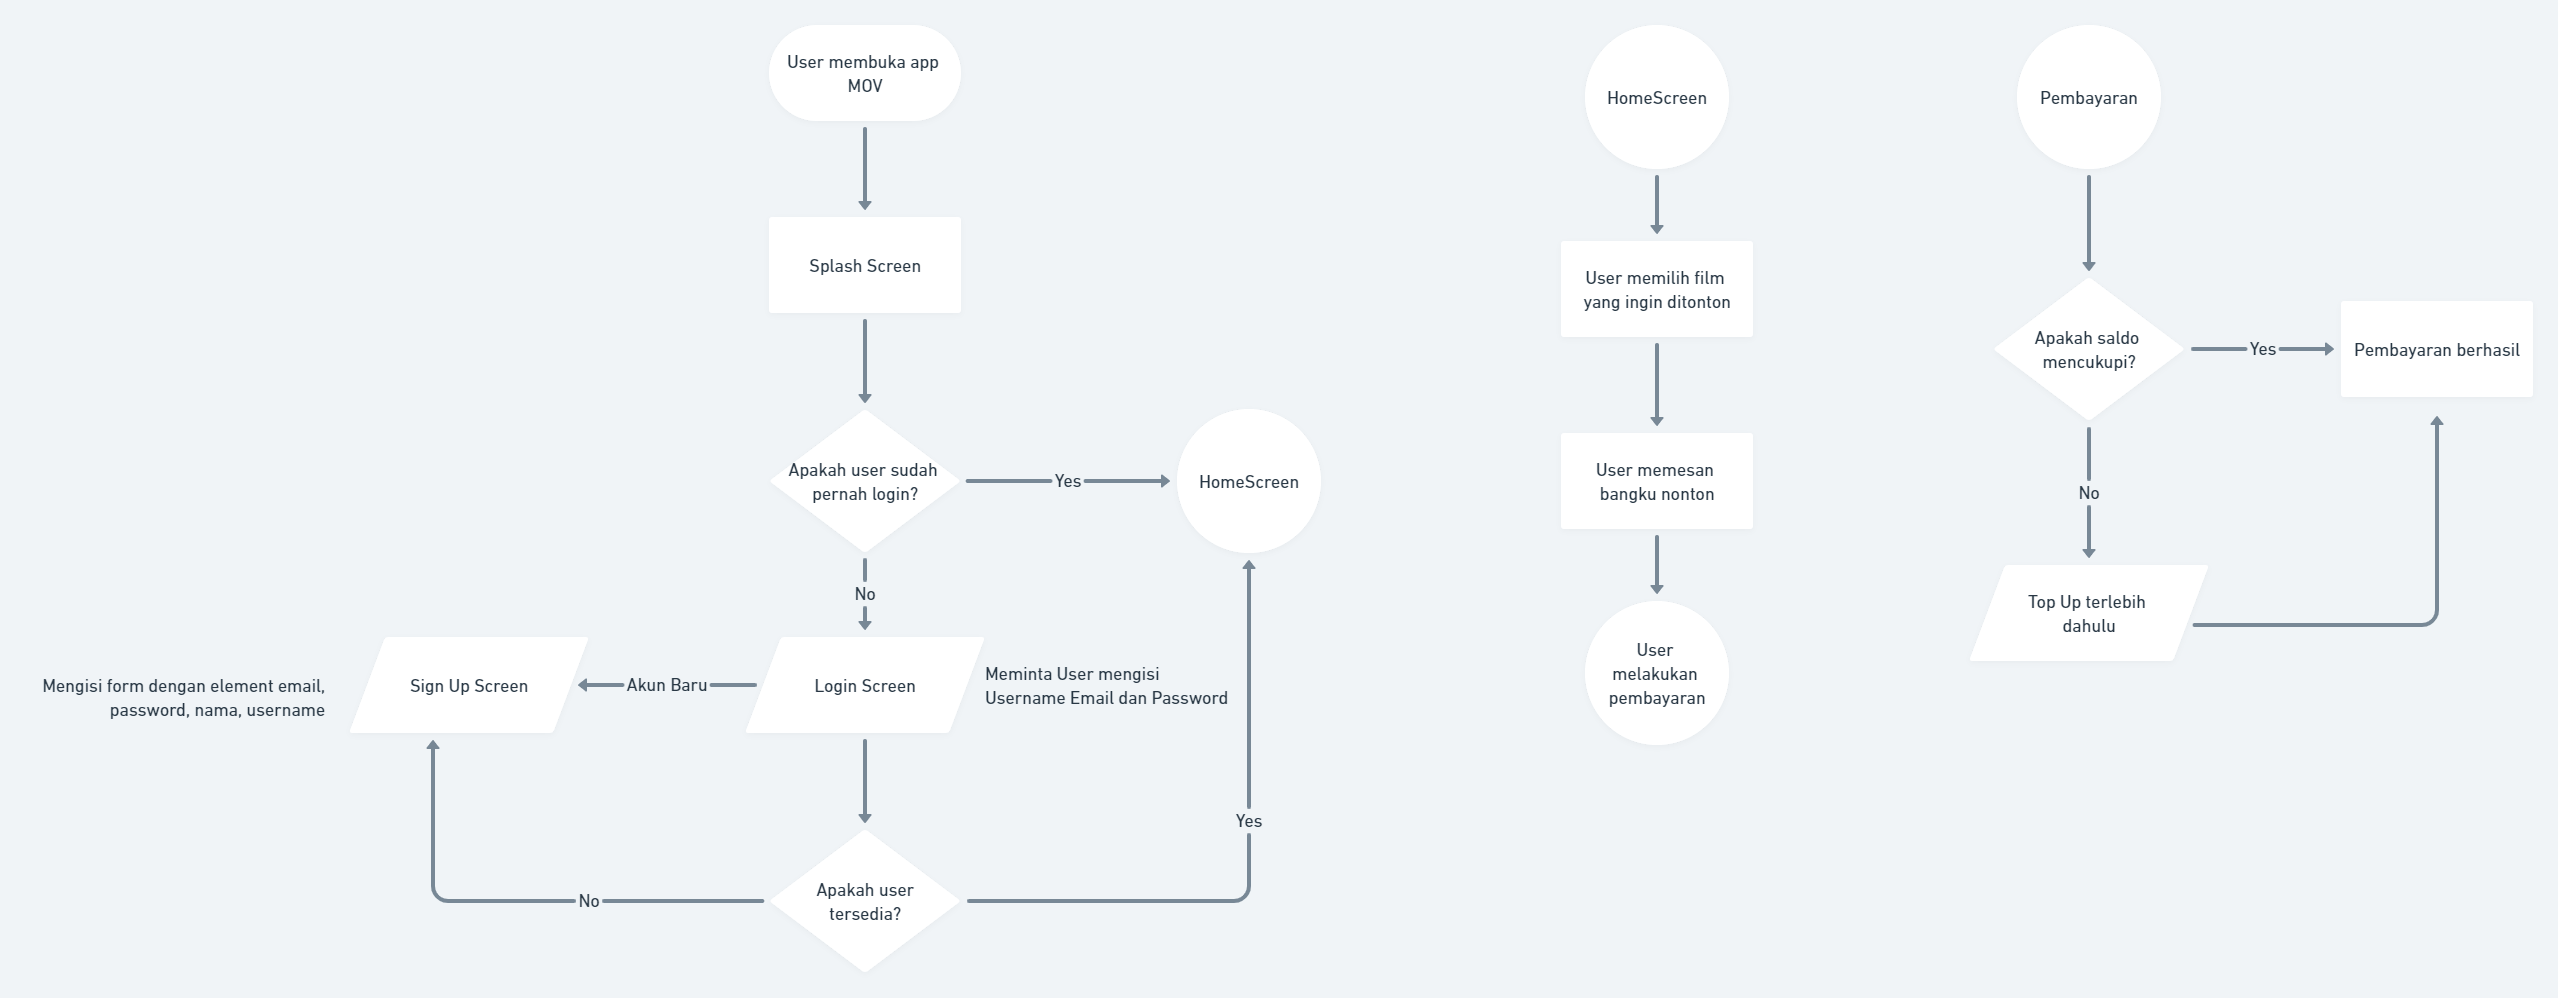 User membuka app
MOV
Splash Screen
Apakah user sudah
pernah login?
Yes
HomeScreen
No
Login Screen
Meminta User mengisi
Username Email dan Password
Akun Baru
Sign Up Screen
Mengisi form dengan element email,
password, nama, username
Apakah user
tersedia?
No
Yes
HomeScreen
User memilih film
yang ingin ditonton
User memesan
bangku nonton
User
melakukan
pembayaran
Pembayaran
Apakah saldo
mencukupi?
Yes
Pembayaran berhasil
No
Top Up terlebih
dahulu